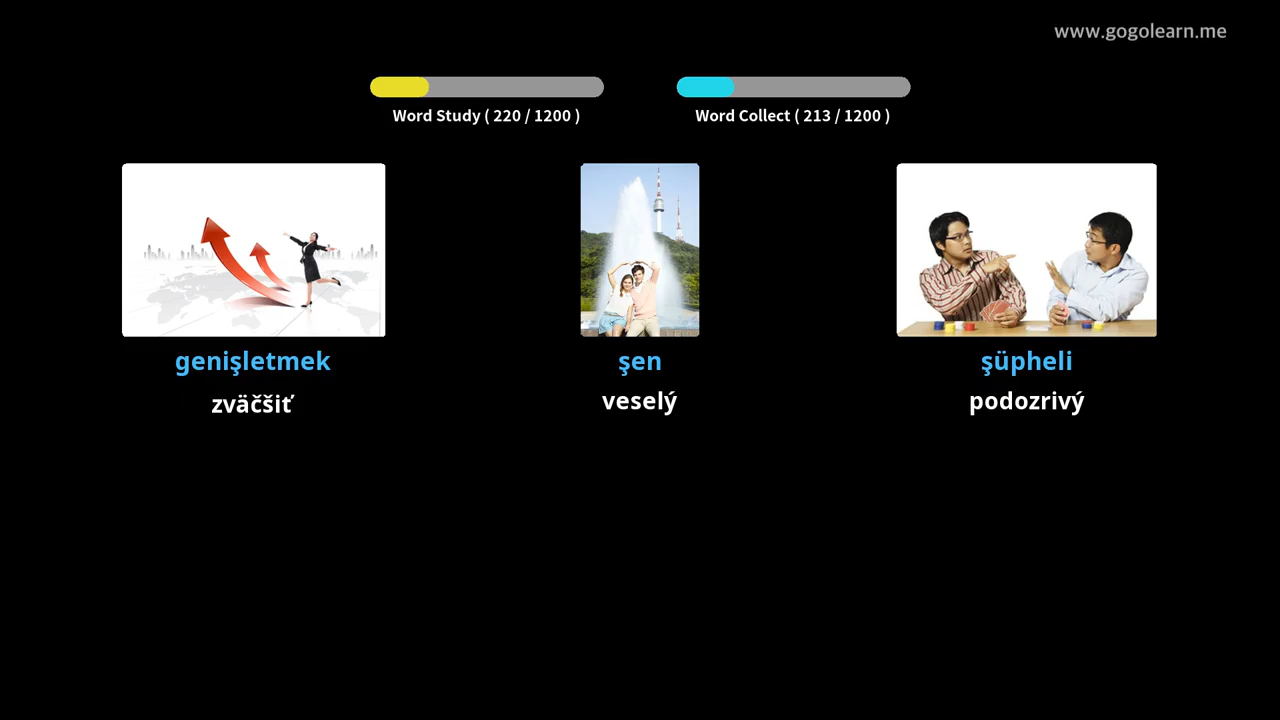 www.gogolearn.me
Word Study ( 220 / 1200 )
Word Collect ( 213 / 1200 )
genişletmek
zväčšiť
şen
veselý
şüpheli
podozrivý